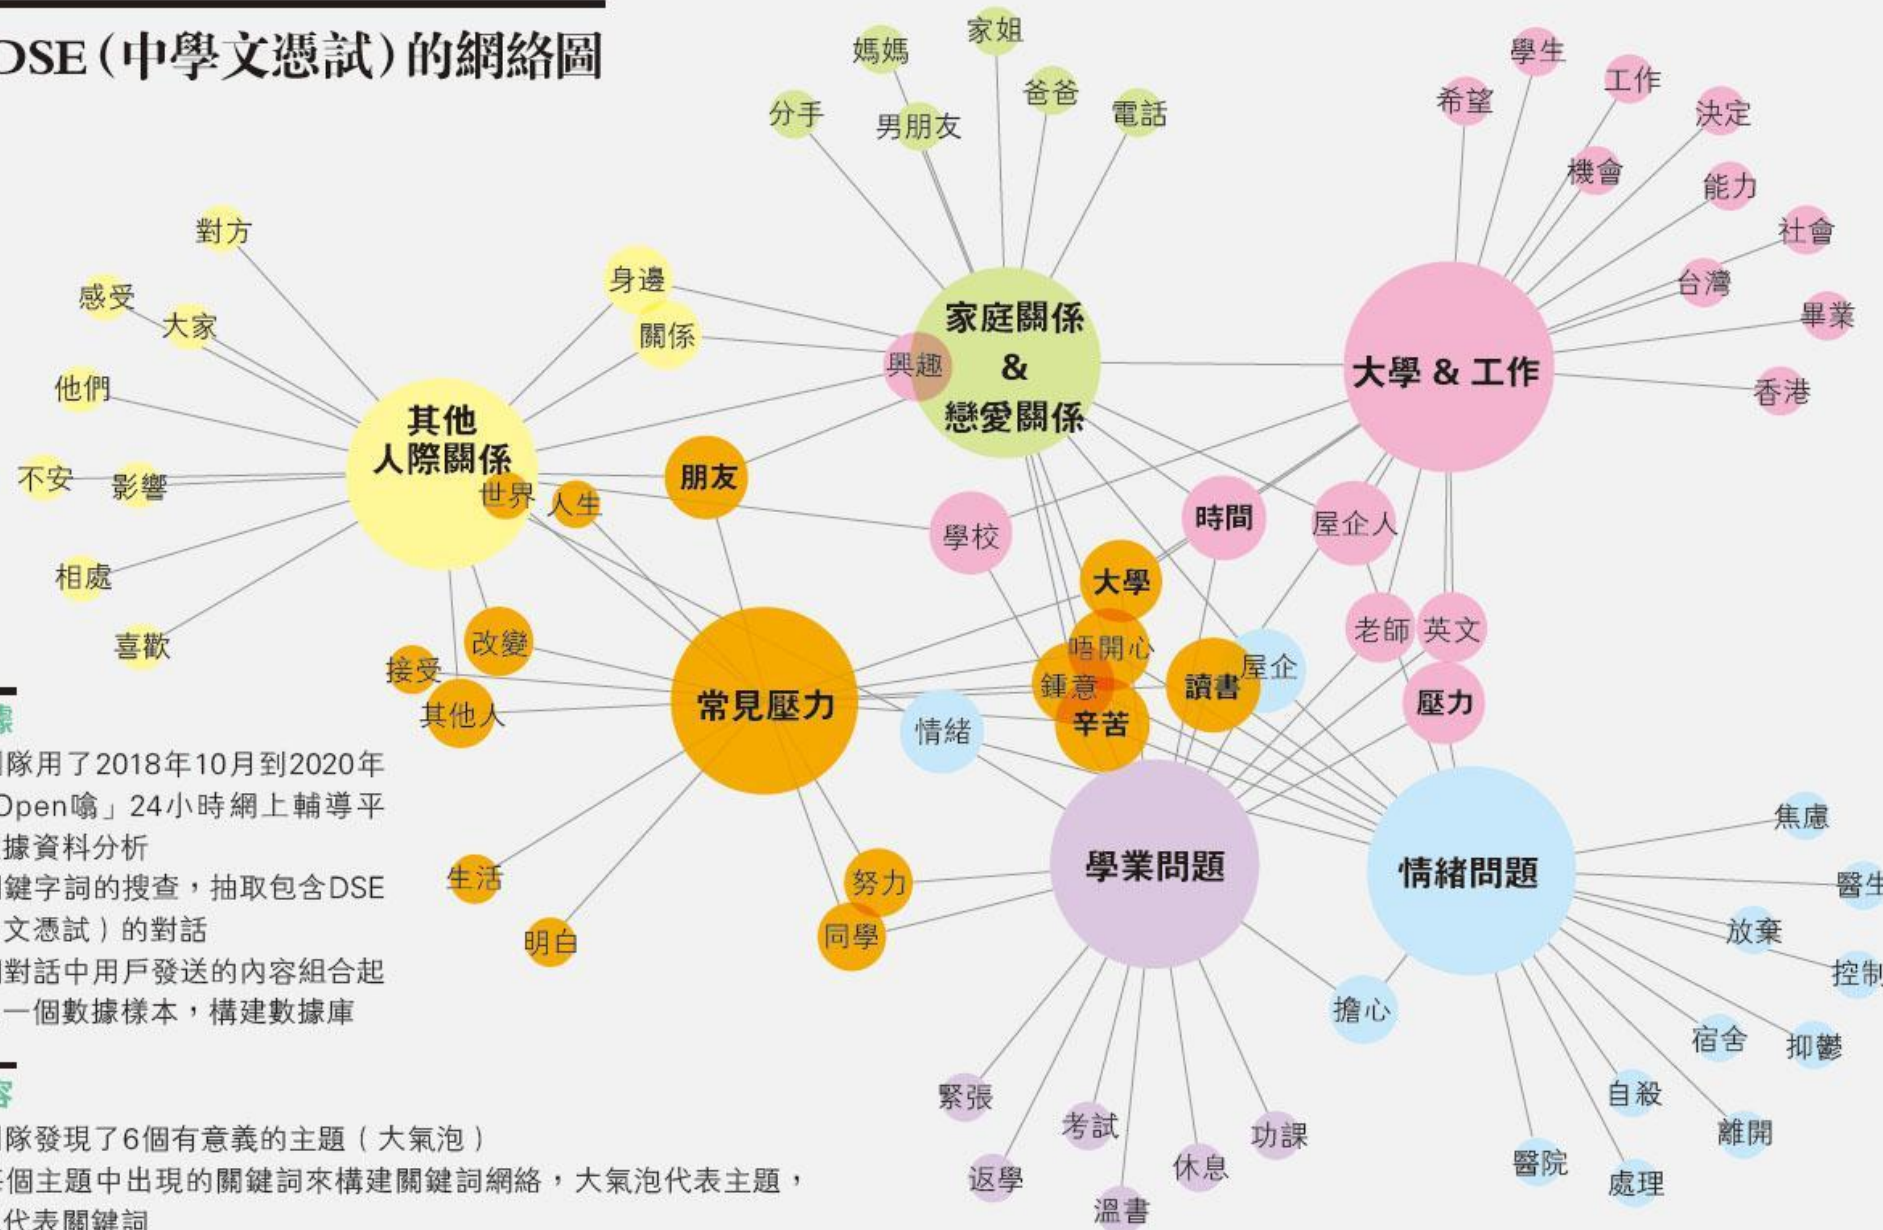 DSE(中學文憑試)的網絡圖
家姐
媽媽
爸爸
分手
男朋友
電話
學生
希望
工作
決定
機會
能力
社會
台灣
畢業
香港
對方
感受
大家
他們
不安
影響
相處
喜歡
身邊
關係
興趣
家庭關係
&
戀愛關係
大學 & 工作
其他
人際關係
世界
人生
朋友
學校
時間
屋企人
大學
唔開心
鍾意
辛苦
讀書
屋企
老師
英文
壓力
改變
接受
其他人
常見壓力
情緒
生活
明白
努力
同學
學業問題
情緒問題
焦慮
醫生
放棄
控制
擔心
宿舍
抑鬱
自殺
離開
醫院
處理
緊張
考試
功課
返學
休息
溫書
據
隊用了2018年10月到2020年
Open噏」24小時網上輔導平
據資料分析
鍵字詞的搜查,抽取包含DSE
文憑試)的對話
對話中用戶發送的內容組合起
一個數據樣本,構建數據庫
容
隊發現了6個有意義的主題(大氣泡)
個主題中出現的關鍵詞來構建關鍵詞網絡,大氣泡代表主題,
代表關鍵詞